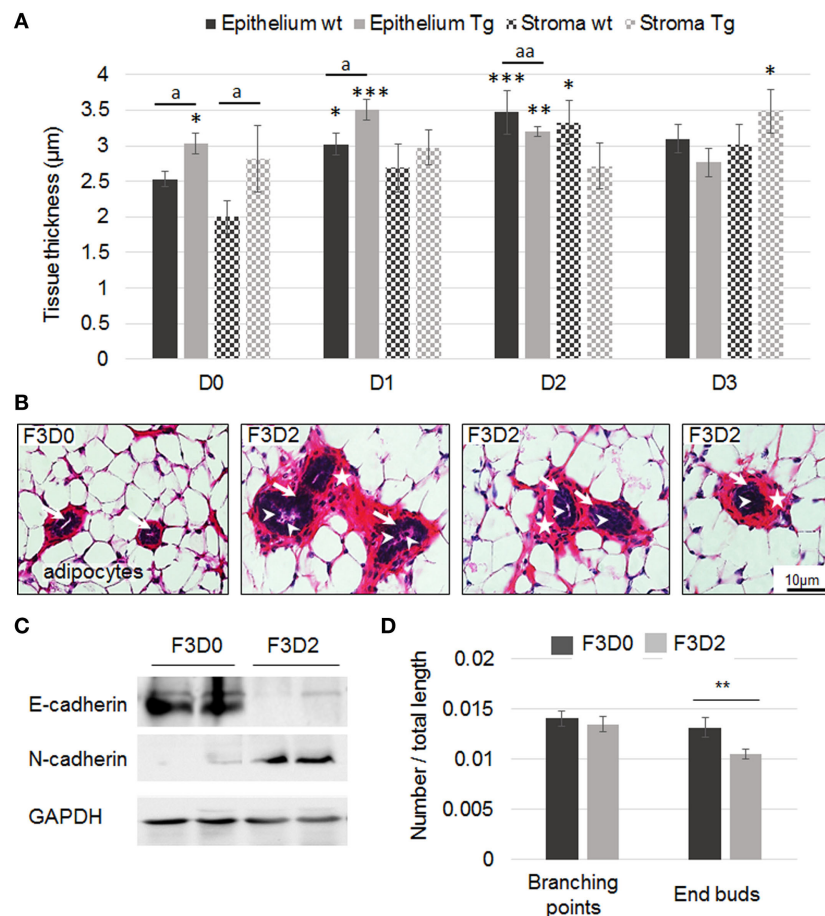 A
Epithelium wt Epithelium Tg Stroma wt Stroma Tg
Tissue thickness (µm)
4
3.5
3
2.5
2
1.5
1
0.5
0
a
*
a
*
a
***
***
aa
**
*
*
D0 D1 D2 D3
B
F3D0
adipocytes
F3D2
F3D2
F3D2
10µm
C
F3D0 F3D2
E-cadherin
N-cadherin
GAPDH
D
F3D0 F3D2
Number / total length
0.02
0.015
0.01
0.005
0
**
Branching
points
End buds